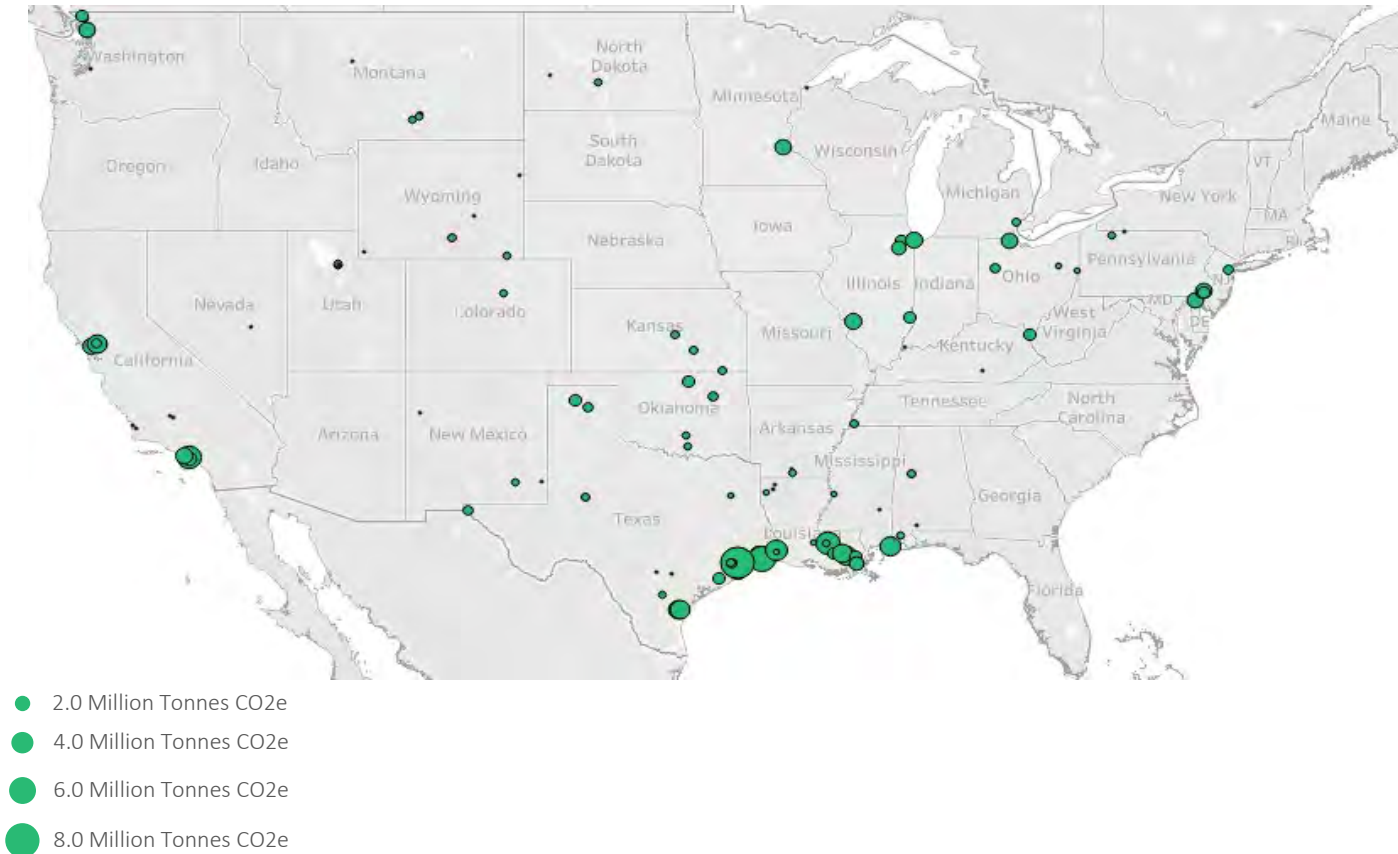 Washington
Montana
North
Dakota
Minnesota
Maine
Oregon
Idaho
South
Dakota
Wisconsin
VT
Michigan
New York
Wyoming
MA
Iowa
Nebraska
RI
Pennsylvania
Illinois
Indiana
Ohio
NJ
Nevada
Utah
Colorado
MD
West
Virginia
DE
Kansas
Missouri
Kentucky
California
Oklahoma
Tennessee
North
Carolina
Arizona
New Mexico
Arkansas
Mississippi
Georgia
Texas
Louisiana
Florida
2.0 Million Tonnes CO2e
4.0 Million Tonnes CO2e
6.0 Million Tonnes CO2e
8.0 Million Tonnes CO2e